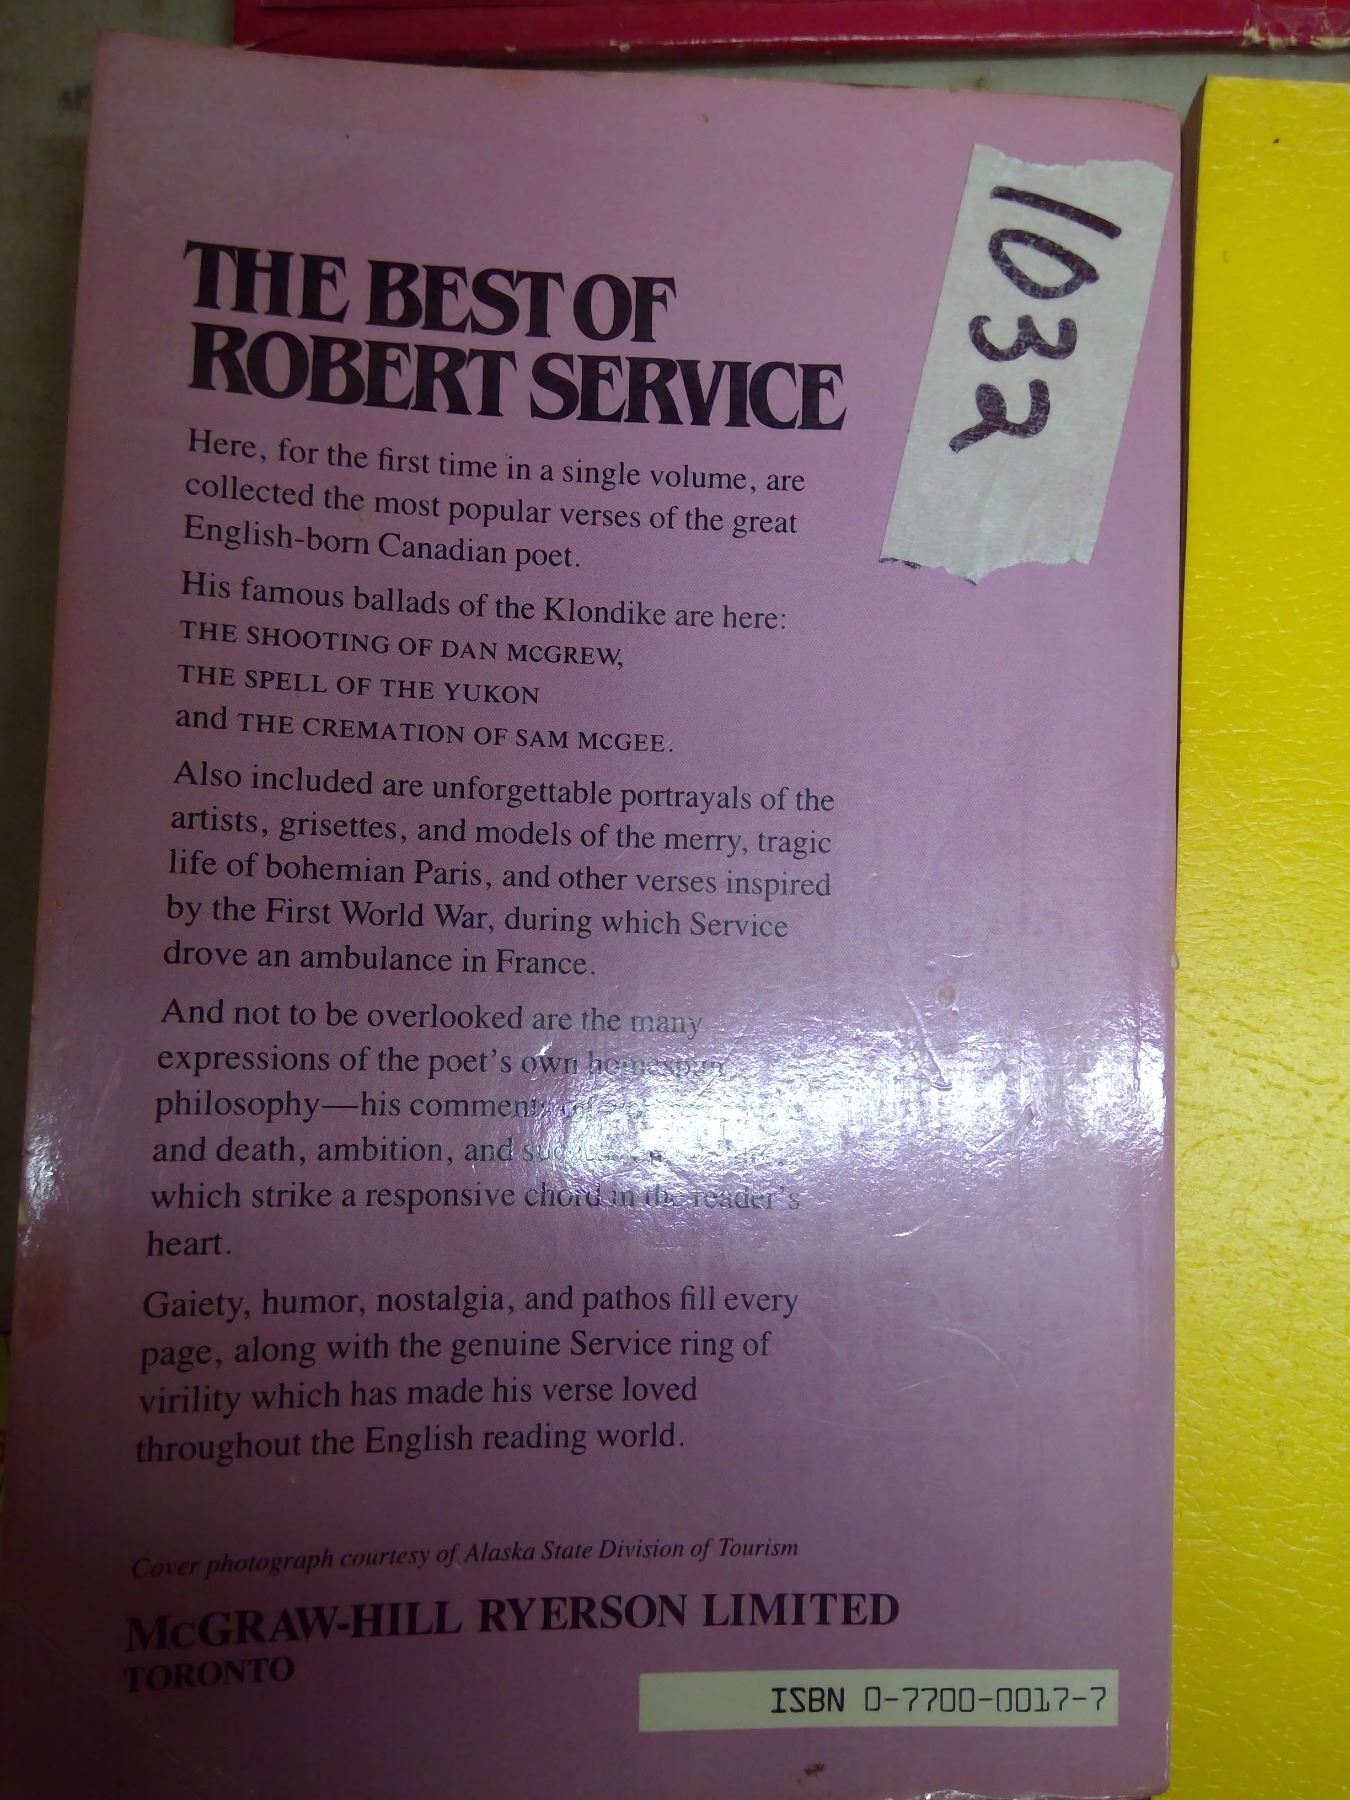 1032
THE BEST OF
ROBERT SERVICE
Here, for the first time in a single volume, are
collected the most popular verses of the great
English-born Canadian poet.
His famous ballads of the Klondike are here:
THE SHOOTING OF DAN MCGREW,
THE SPELL OF THE YUKON
and THE CREMATION OF SAM MCGEE.
Also included are unforgettable portrayals of the
artists, grisettes, and models of the merry, tragic
life of bohemian Paris, and other verses inspired
by the First World War, during which Service
drove an ambulance in France.
And not to be overlooked are the many
expressions of the poet's own homespun
philosophy—his comments
and death, ambition, and
which strike a responsive chord in the reader's
heart.
Gaiety, humor, nostalgia, and pathos fill every
page, along with the genuine Service ring of
virility which has made his verse loved
throughout the English reading world.
Cover photograph courtesy of Alaska State Division of Tourism
McGRAW-HILL RYERSON LIMITED
TORONTO
ISBN 0-7700-0017-7